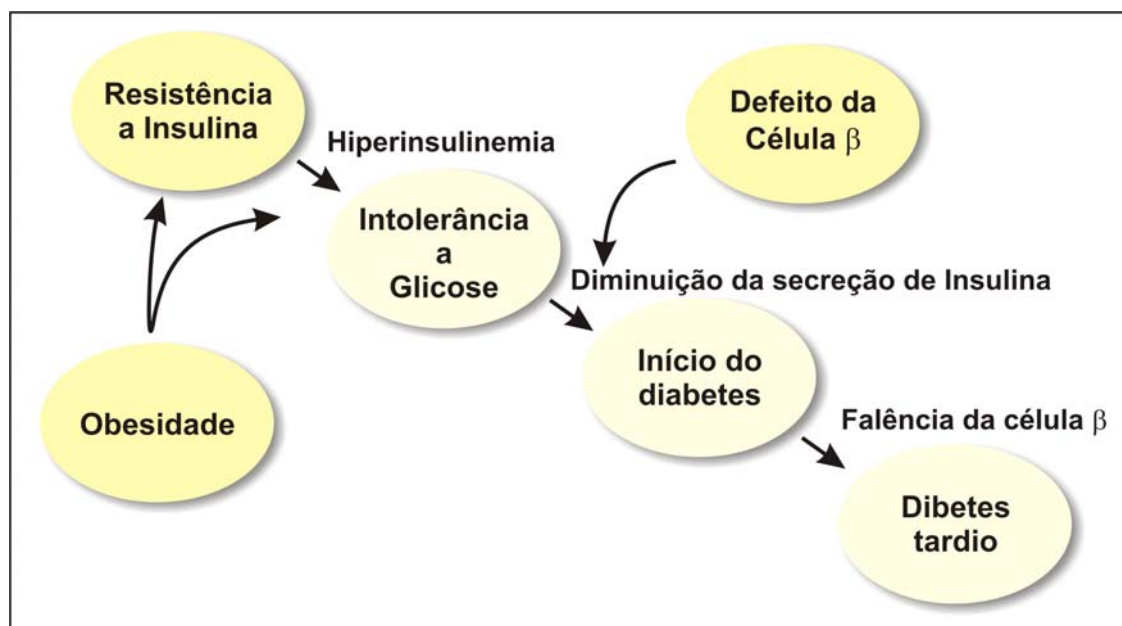 Resistência
a Insulina
Hiperinsulinemia
Defeito da
Célula β
Intolerância
a
Glicose
Diminuição da secreção de Insulina
Obesidade
Início do
diabetes
Falência da célula β
Dibetes
tardio